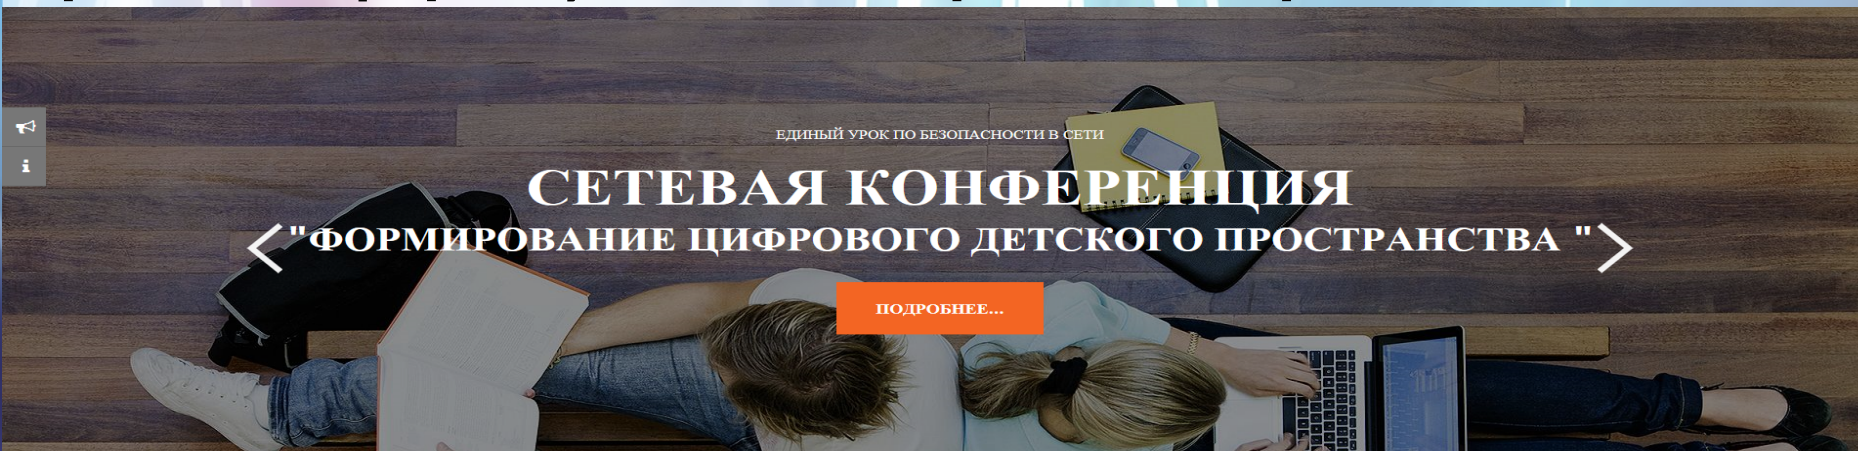 ЕДИНЫЙ УРОК ПО БЕЗОПАСНОСТИ В СЕТИ
СЕТЕВАЯ КОНФЕРЕНЦИЯ
"ФОРМИРОВАНИЕ ЦИФРОВОГО ДЕТСКОГО ПРОСТРАНСТВА "
ПОДРОБНЕЕ...